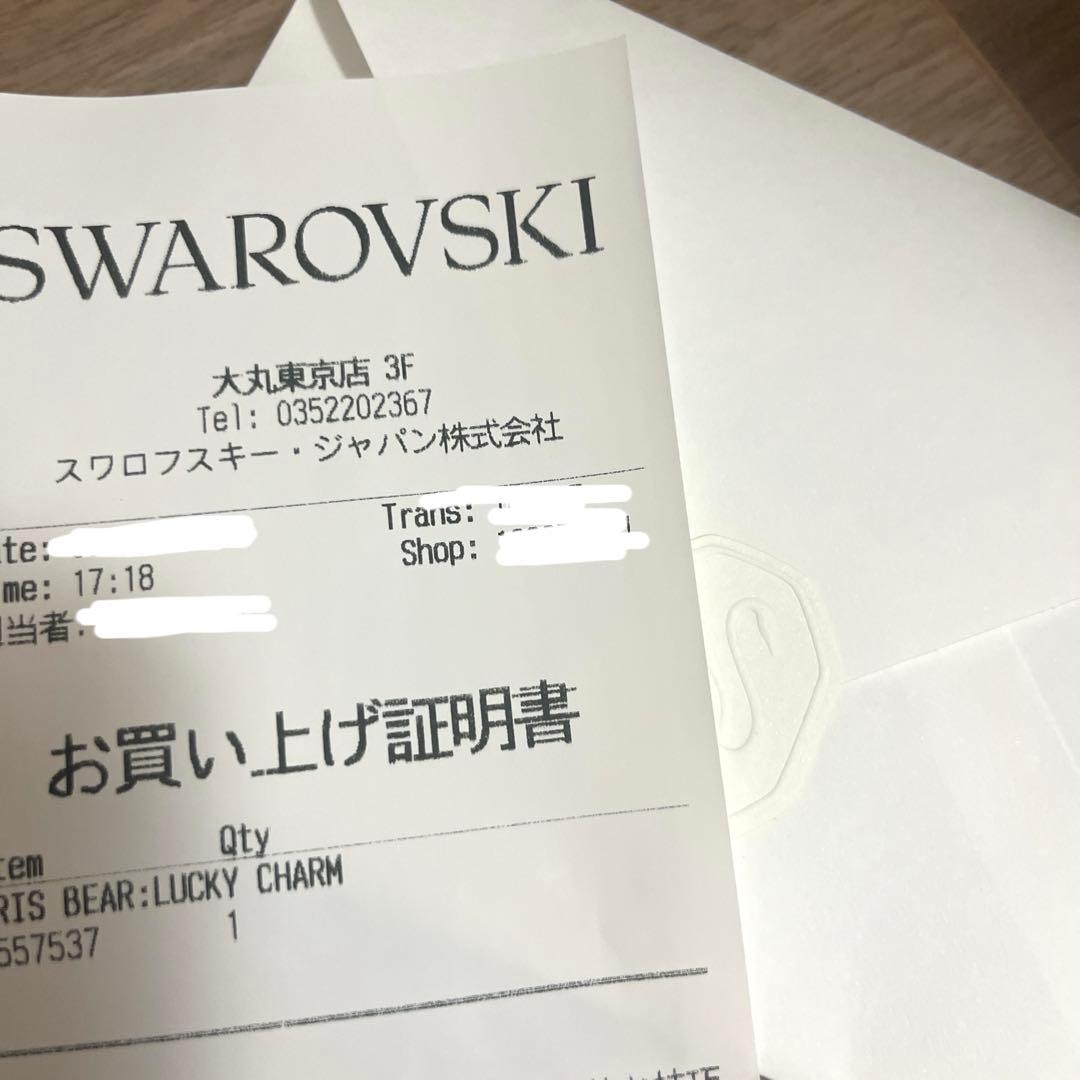 SWAROVSKI
大丸東京店 3F
Tel: 0352202367
スワロフスキー・ジャパン株式会社
Trans:
Shop:
me: 17:18
当者:
お買い上げ証明書
Qty
RIS BEAR:LUCKY CHARM
557537 1